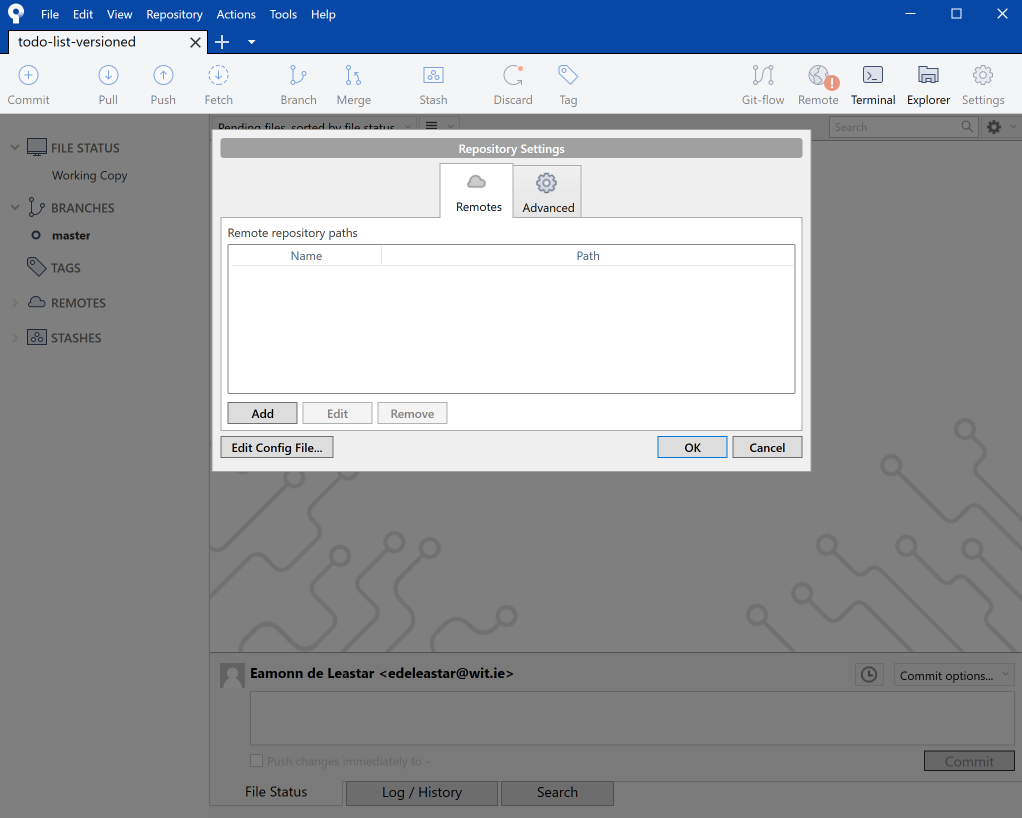 File Edit View Repository Actions Tools Help
todo-list-versioned
Commit Pull Push Fetch Branch Merge Stash Discard Tag Git-flow Remote Terminal Explorer Settings
Pending files, sorted by file status
Search
FILE STATUS
Working Copy
BRANCHES
master
TAGS
REMOTES
STASHES
Repository Settings
Remotes Advanced
Remote repository paths
Name Path
Add Edit Remove
Edit Config File... OK Cancel
Eamonn de Leastar <edeleastar@wit.ie>
Commit options...
Push changes immediately to -
Commit
File Status Log / History Search